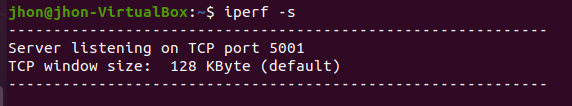 jhon@jhon-VirtualBox:~$ iperf -s
------------------------------------------------------------
Server listening on TCP port 5001
TCP window size:  128 KByte (default)
------------------------------------------------------------